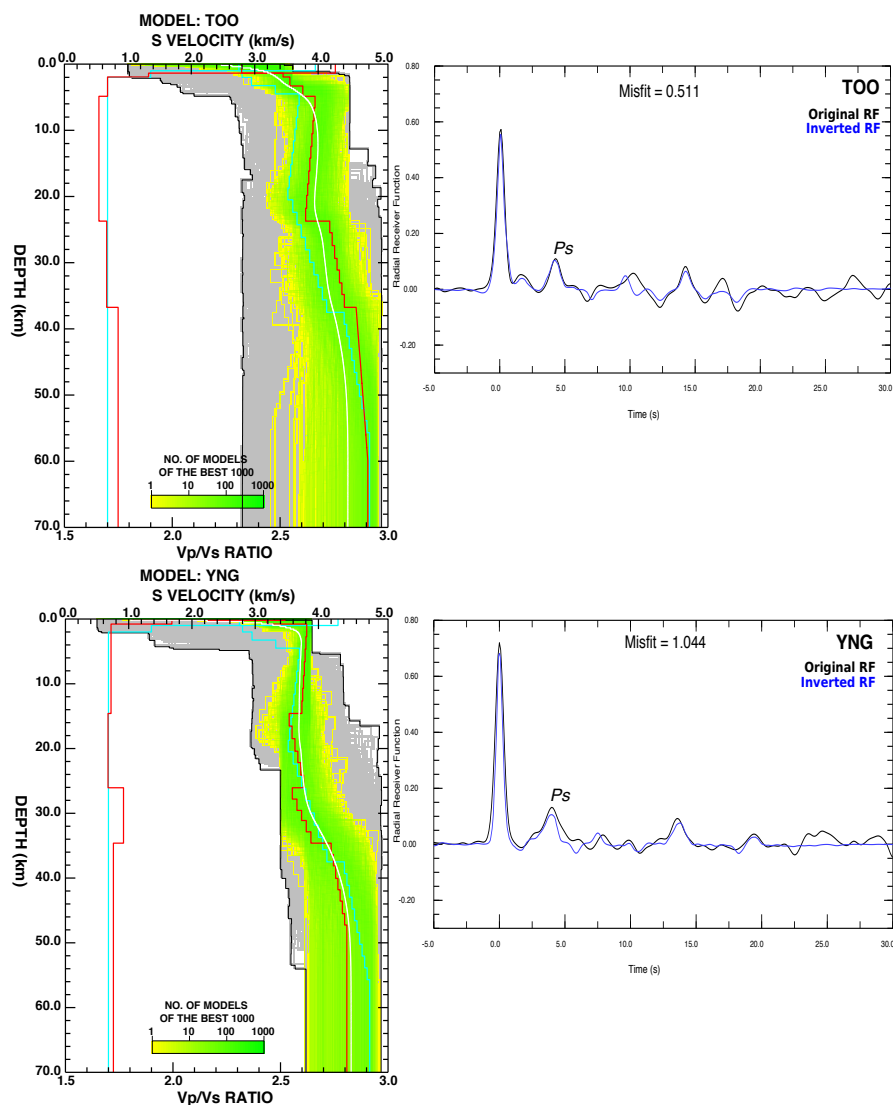 MODEL: TOO
S VELOCITY (km/s)
0.0 1.0 2.0 3.0 4.0 5.0
0.0
10.0
20.0
30.0
40.0
50.0
60.0
70.0
DEPTH (km)
NO. OF MODELS
OF THE BEST 1000
1 10 100 1000
1.5 2.0 2.5 3.0
Vp/Vs RATIO
Misfit = 0.511
TOO
Original RF
Inverted RF
Ps
Radial Receiver Function
0.80
0.60
0.40
0.20
0.00
-0.20
-5.0 0.0 5.0 10.0 15.0 20.0 25.0 30.0
Time (s)
MODEL: YNG
S VELOCITY (km/s)
0.0 1.0 2.0 3.0 4.0 5.0
0.0
10.0
20.0
30.0
40.0
50.0
60.0
70.0
DEPTH (km)
NO. OF MODELS
OF THE BEST 1000
1 10 100 1000
1.5 2.0 2.5 3.0
Vp/Vs RATIO
Misfit = 1.044
YNG
Original RF
Inverted RF
Ps
Radial Receiver Function
0.80
0.60
0.40
0.20
0.00
-0.20
-5.0 0.0 5.0 10.0 15.0 20.0 25.0 30.0
Time (s)